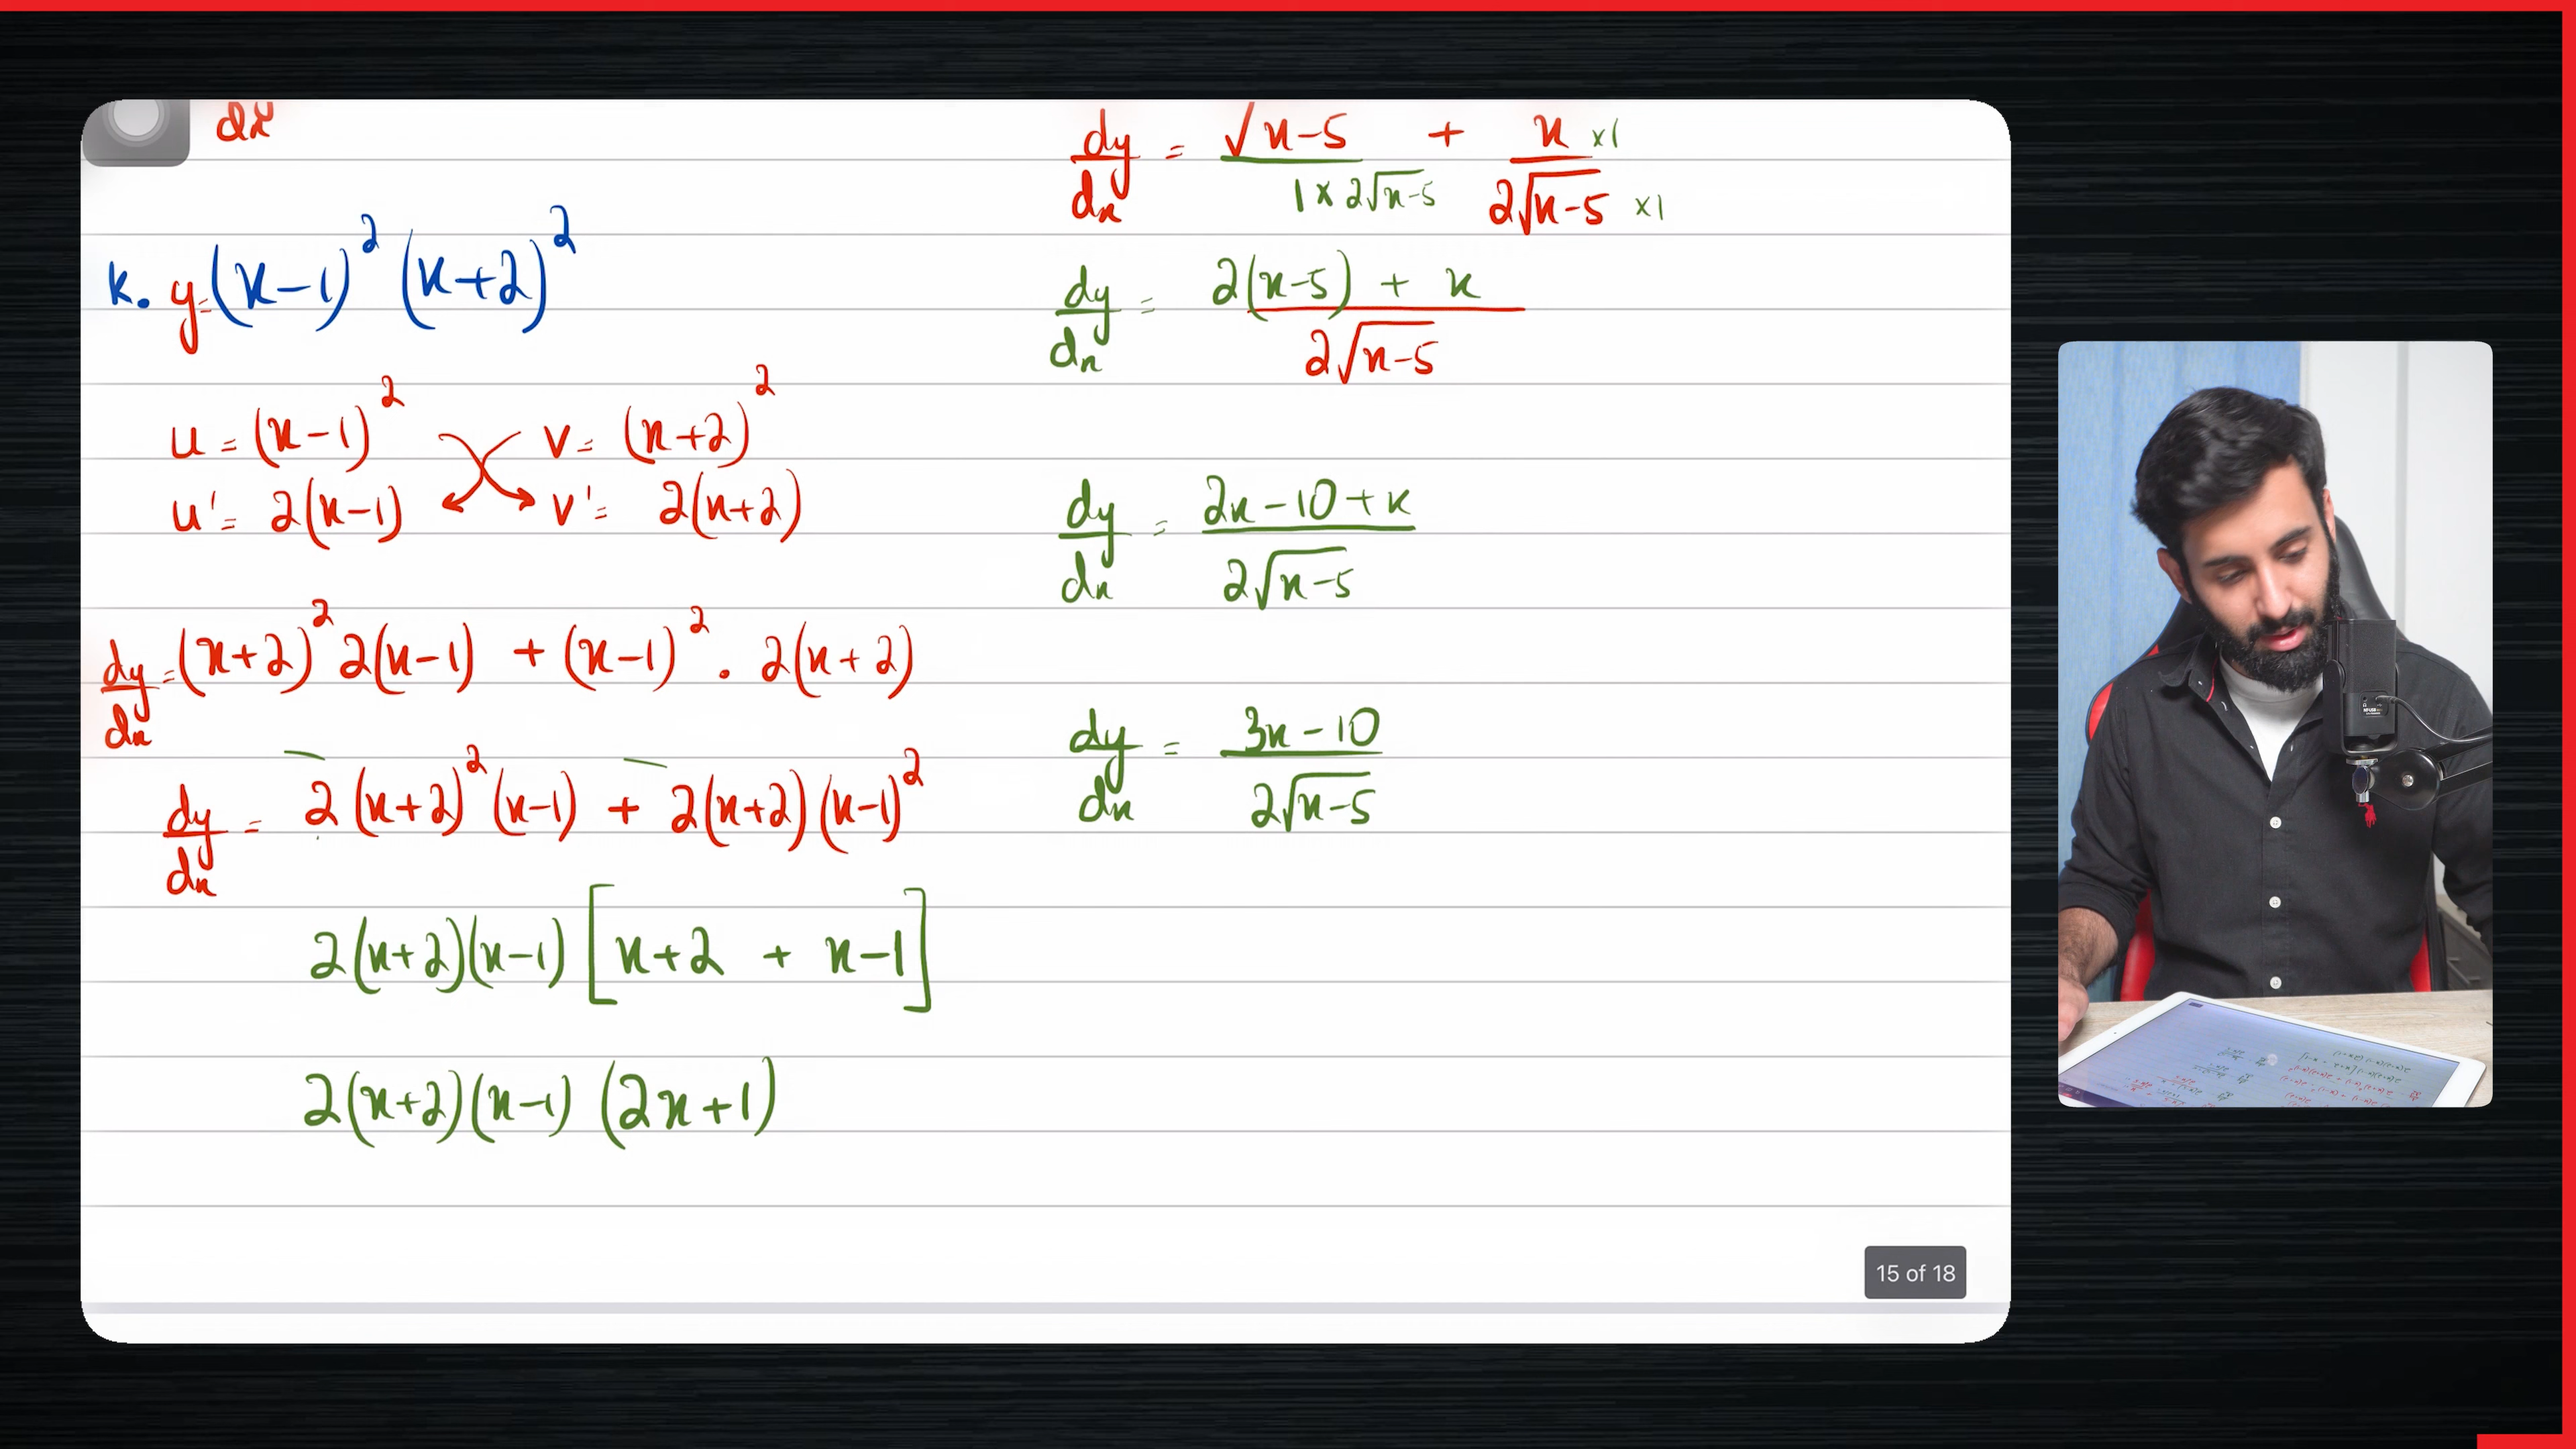 dx
k. y=(x-1)² (x+2)²
u = (x-1)² v = (x+2)²
u' = 2(x-1) v' = 2(x+2)
dy/dx = (x+2)² 2(x-1) + (x-1)² . 2(x+2)
dy/dx = 2(x+2)² (x-1) + 2(x+2)(x-1)²
2(x+2)(x-1) [x+2 + x-1]
2(x+2)(x-1) (2x+1)
dy/dx = √x-5 / 1 × 2√x-5 + x ×1 / 2√x-5 ×1
dy/dx = 2(x-5) + x / 2√x-5
dy/dx = 2x-10+x / 2√x-5
dy/dx = 3x-10 / 2√x-5
15 of 18